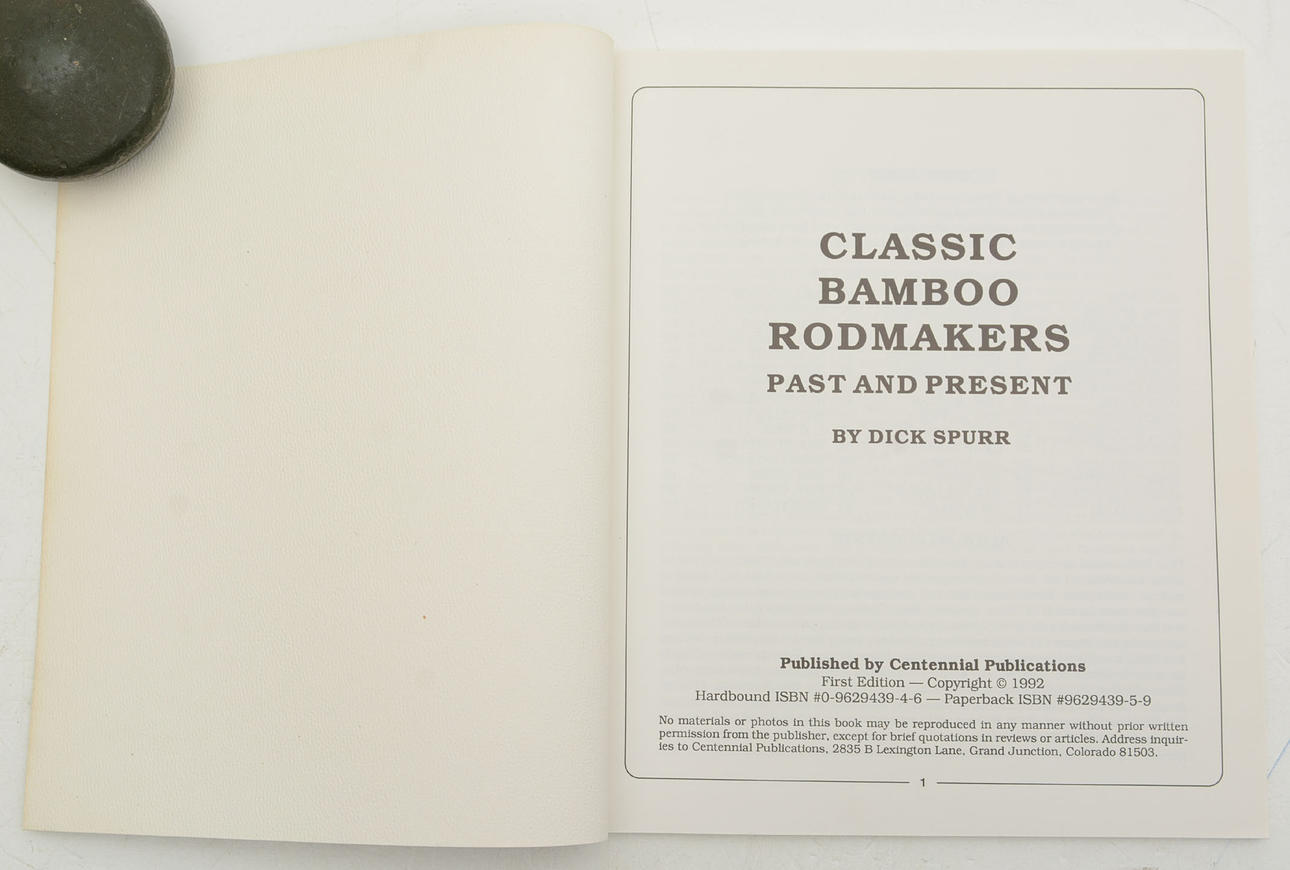 CLASSIC
BAMBOO
RODMAKERS
PAST AND PRESENT
BY DICK SPURR
Published by Centennial Publications
First Edition — Copyright © 1992
Hardbound ISBN #0-9629439-4-6 — Paperback ISBN #9629439-5-9
No materials or photos in this book may be reproduced in any manner without prior written
permission from the publisher, except for brief quotations in reviews or articles. Address inquir-
ies to Centennial Publications, 2835 B Lexington Lane, Grand Junction, Colorado 81503.
1